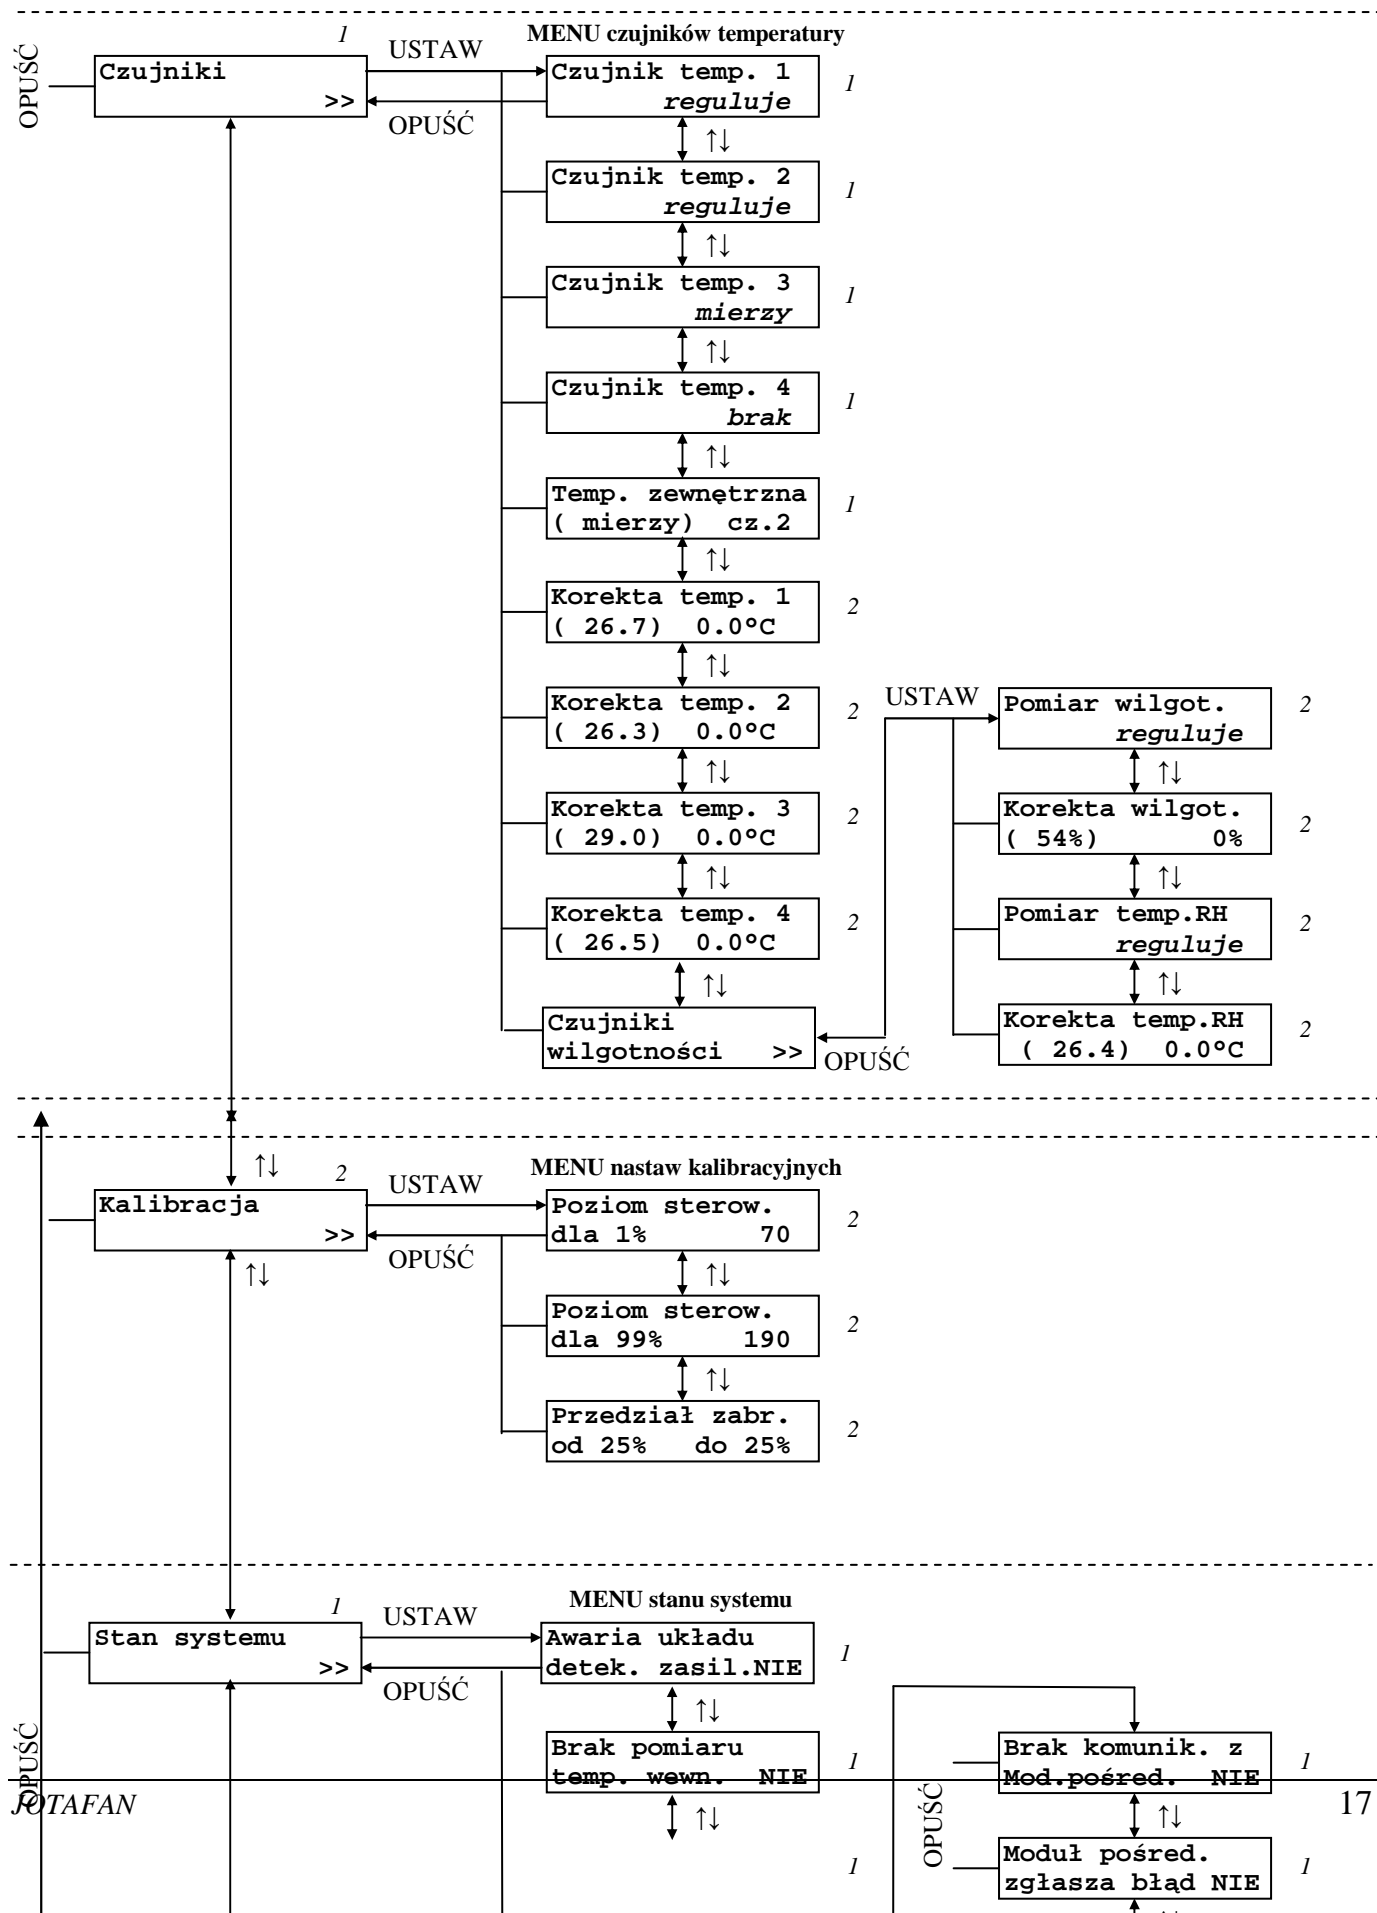 OPUŚĆ
1
USTAW
MENU czujników temperatury
Czujniki
>>
OPUŚĆ
Czujnik temp. 1
reguluje
1
↑↓
Czujnik temp. 2
reguluje
1
↑↓
Czujnik temp. 3
mierzy
1
↑↓
Czujnik temp. 4
brak
1
↑↓
Temp. zewnętrzna
( mierzy) cz.2
1
↑↓
Korekta temp. 1
( 26.7) 0.0°C
2
↑↓
Korekta temp. 2
( 26.3) 0.0°C
2
↑↓
Korekta temp. 3
( 29.0) 0.0°C
2
↑↓
Korekta temp. 4
( 26.5) 0.0°C
2
↑↓
Czujniki
wilgotności >>
USTAW
OPUŚĆ
Pomiar wilgot.
reguluje
2
↑↓
Korekta wilgot.
( 54%) 0%
2
↑↓
Pomiar temp.RH
reguluje
2
↑↓
Korekta temp.RH
( 26.4) 0.0°C
2
↑↓
2
USTAW
MENU nastaw kalibracyjnych
Kalibracja
>>
OPUŚĆ
↑↓
Poziom sterow.
dla 1% 70
2
↑↓
Poziom sterow.
dla 99% 190
2
↑↓
Przedział zabr.
od 25% do 25%
2
1
USTAW
MENU stanu systemu
Stan systemu
>>
OPUŚĆ
Awaria układu
detek. zasil.NIE
1
↑↓
Brak pomiaru
temp. wewn. NIE
1
↑↓
1
OPUŚĆ
Brak komunik. z
Mod.pośred. NIE
1
↑↓
OPUŚĆ
Moduł pośred.
zgłasza błąd NIE
1
↑↓
JOTAFAN
17